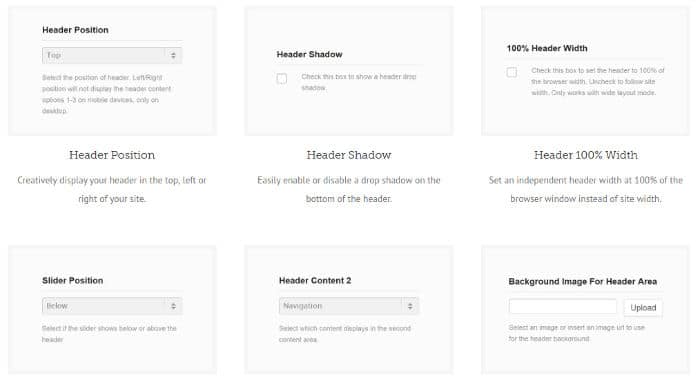 Header Position
Top
Select the position of header. Left/Right
position will not display the header content
options 1-3 on mobile devices, only on
desktop.
Header Shadow
Check this box to show a header drop
shadow.
100% Header Width
Check this box to set the header to 100% of
the browser width. Uncheck to follow site
width. Only works with wide layout mode.
Header Position
Creatively display your header in the top, left or
right of your site.
Header Shadow
Easily enable or disable a drop shadow on the
bottom of the header.
Header 100% Width
Set an independent header width at 100% of the
browser window instead of site width.
Slider Position
Below
Select if the slider shows below or above the
header
Header Content 2
Navigation
Select which content displays in the second
content area.
Background Image For Header Area
Upload
Select an image or insert an image url to use
for the header background.